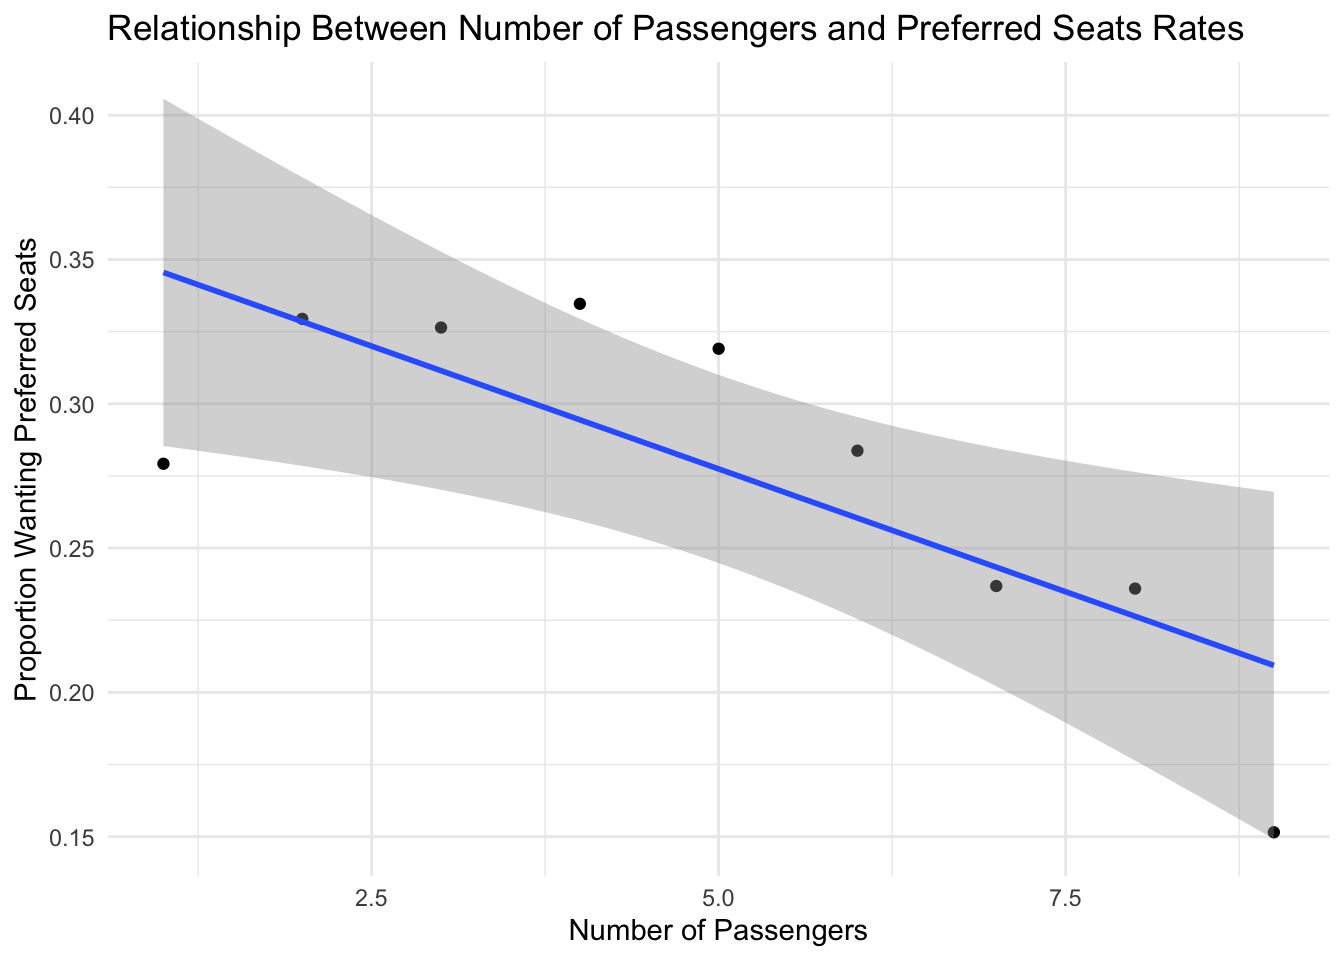 Relationship Between Number of Passengers and Preferred Seats Rates
Proportion Wanting Preferred Seats
0.40
0.35
0.30
0.25
0.20
0.15
2.5 5.0 7.5
Number of Passengers